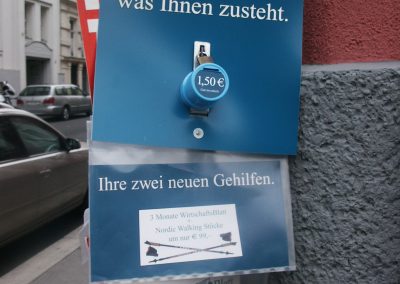 was Ihnen zusteht.
1,50 €
Ihre zwei neuen Gehilfen.
3 Monate WirtschaftsBlatt
+
Nordic Walking Stöcke
um nur € 99,-